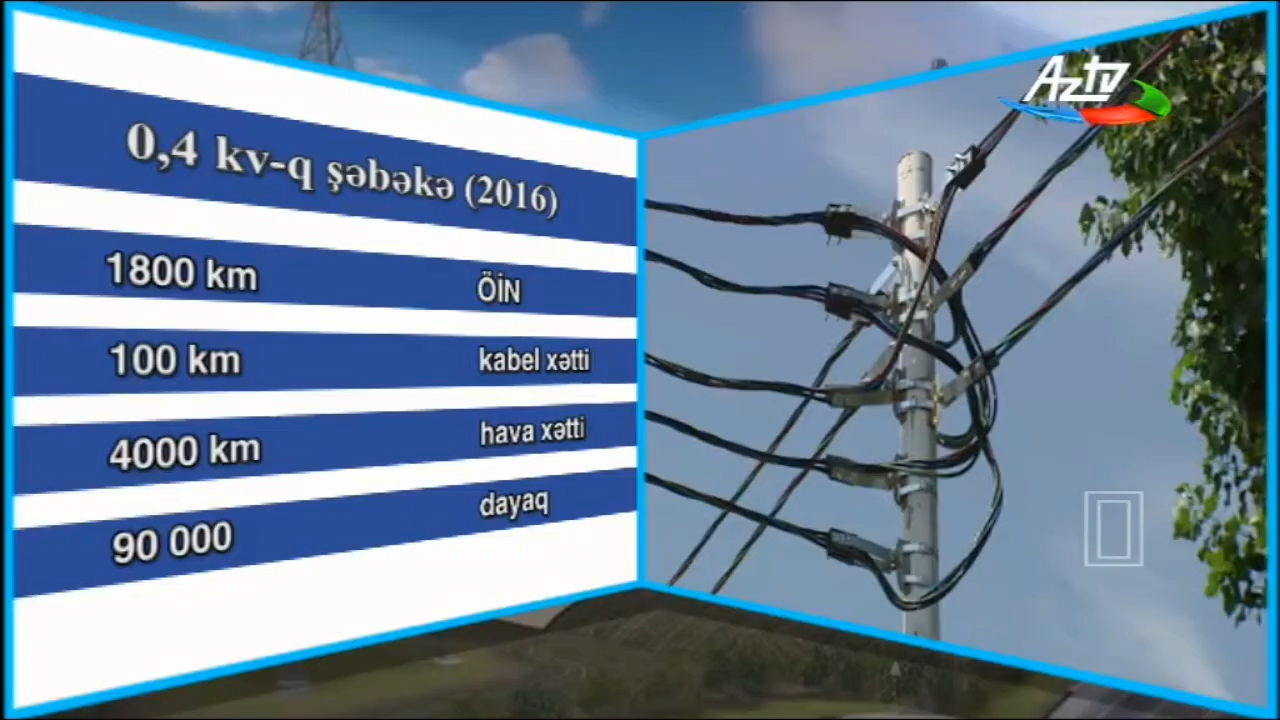 AzTV
0,4 kv-q şəbəkə (2016)
1800 km ÖİN
100 km kabel xətti
4000 km hava xətti
90 000 dayaq